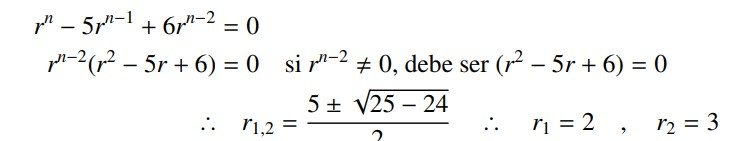 rⁿ − 5rⁿ⁻¹ + 6rⁿ⁻² = 0
rⁿ⁻²(r² − 5r + 6) = 0 si rⁿ⁻² ≠ 0, debe ser (r² − 5r + 6) = 0
∴ r₁,₂ = (5 ± √(25 − 24))/2 ∴ r₁ = 2 , r₂ = 3